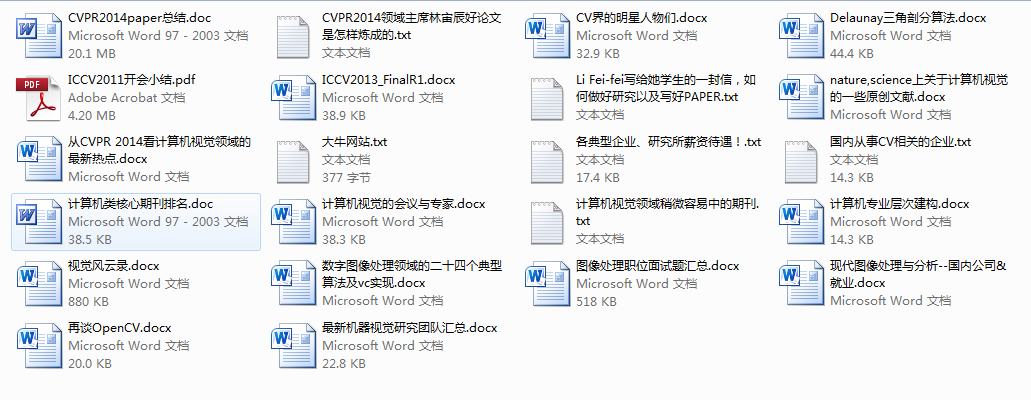 CVPR2014paper总结.doc
Microsoft Word 97 - 2003 文档
20.1 MB
CVPR2014领域主席林宙辰好论文
是怎样炼成的.txt
文本文档
CV界的明星人物们.docx
Microsoft Word 文档
32.9 KB
Delaunay三角剖分算法.docx
Microsoft Word 文档
44.4 KB
ICCV2011开会小结.pdf
Adobe Acrobat 文档
4.20 MB
ICCV2013_FinalR1.docx
Microsoft Word 文档
38.9 KB
Li Fei-fei写给她学生的一封信，如
何做好研究以及写好PAPER.txt
文本文档
nature,science上关于计算机视觉
的一些原创文献.docx
Microsoft Word 文档
从CVPR 2014看计算机视觉领域的
最新热点.docx
Microsoft Word 文档
大牛网站.txt
文本文档
377 字节
各典型企业、研究所薪资待遇！.txt
文本文档
17.4 KB
国内从事CV相关的企业.txt
文本文档
14.3 KB
计算机类核心期刊排名.doc
Microsoft Word 97 - 2003 文档
38.5 KB
计算机视觉的会议与专家.docx
Microsoft Word 文档
38.3 KB
计算机视觉领域稍微容易中的期刊.
txt
文本文档
计算机专业层次建构.docx
Microsoft Word 文档
14.3 KB
视觉风云录.docx
Microsoft Word 文档
880 KB
数字图像处理领域的二十四个典型
算法及vc实现.docx
Microsoft Word 文档
图像处理职位面试题汇总.docx
Microsoft Word 文档
518 KB
现代图像处理与分析--国内公司&
就业.docx
Microsoft Word 文档
再谈OpenCV.docx
Microsoft Word 文档
20.0 KB
最新机器视觉研究团队汇总.docx
Microsoft Word 文档
22.8 KB